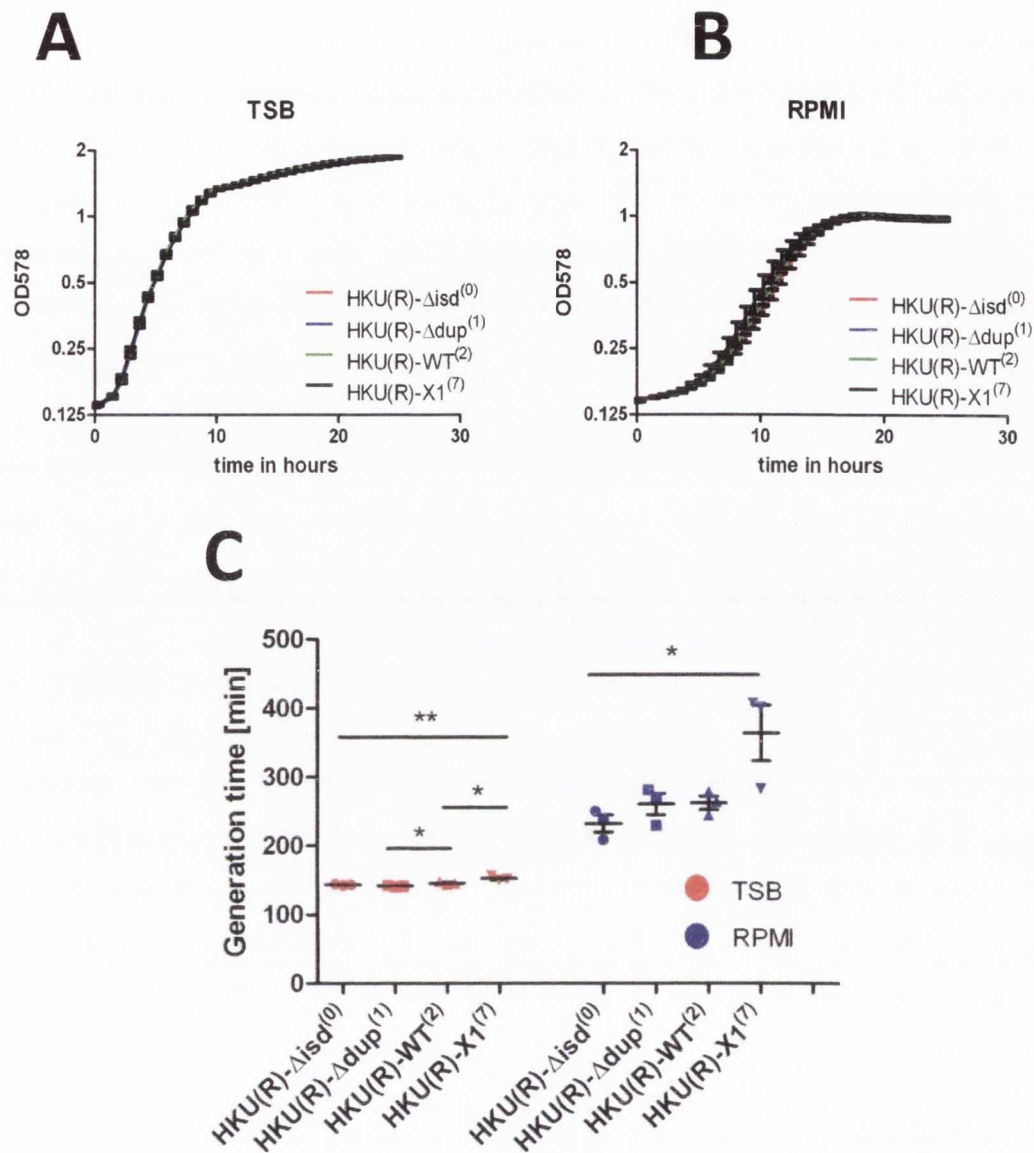 A
B
TSB
RPMI
2
1
0.5
0.25
0.125
OD578
0
10
20
30
time in hours
HKU(R)-Δisd(0)
HKU(R)-Δdup(1)
HKU(R)-WT(2)
HKU(R)-X1(7)
2
1
0.5
0.25
0.125
OD578
0
10
20
30
time in hours
HKU(R)-Δisd(0)
HKU(R)-Δdup(1)
HKU(R)-WT(2)
HKU(R)-X1(7)
C
500
400
300
200
100
0
Generation time [min]
**
*
*
*
TSB
RPMI
HKU(R)-Δisd(0)
HKU(R)-Δdup(1)
HKU(R)-WT(2)
HKU(R)-X1(7)
HKU(R)-Δisd(0)
HKU(R)-Δdup(1)
HKU(R)-WT(2)
HKU(R)-X1(7)